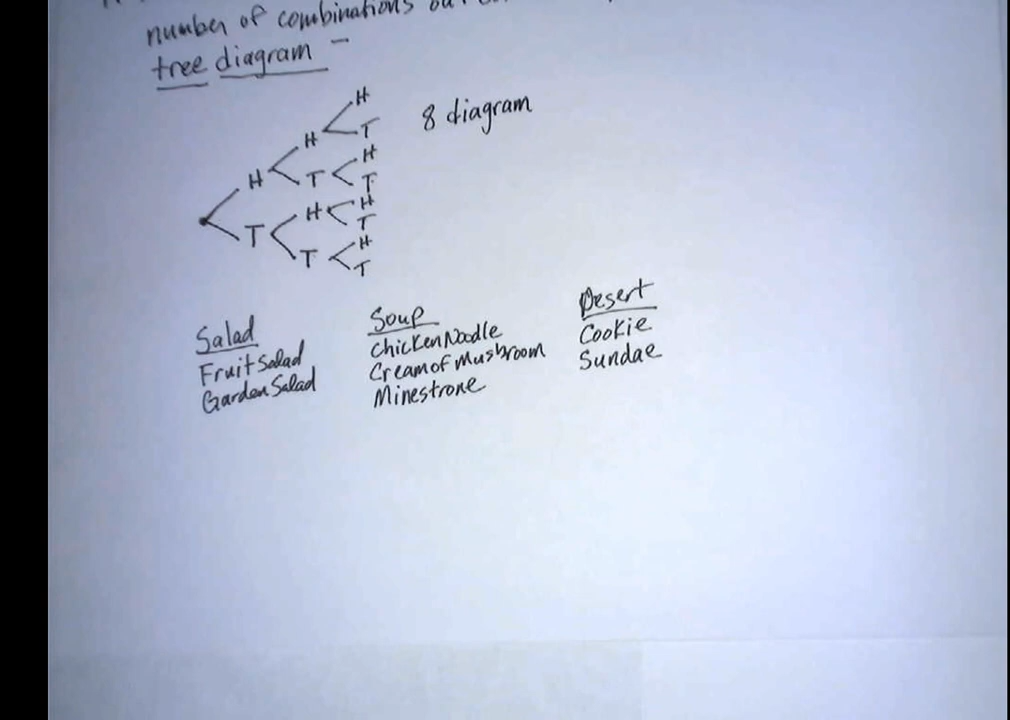 number of combinations
tree diagram -
H
H
T
8 diagram
H
H
T
T
H
H
T
T
H
T
H
T
Salad
Fruit Salad
Garden Salad
Soup
Chicken Noodle
Cream of Mushroom
Minestrone
Desert
Cookie
Sundae